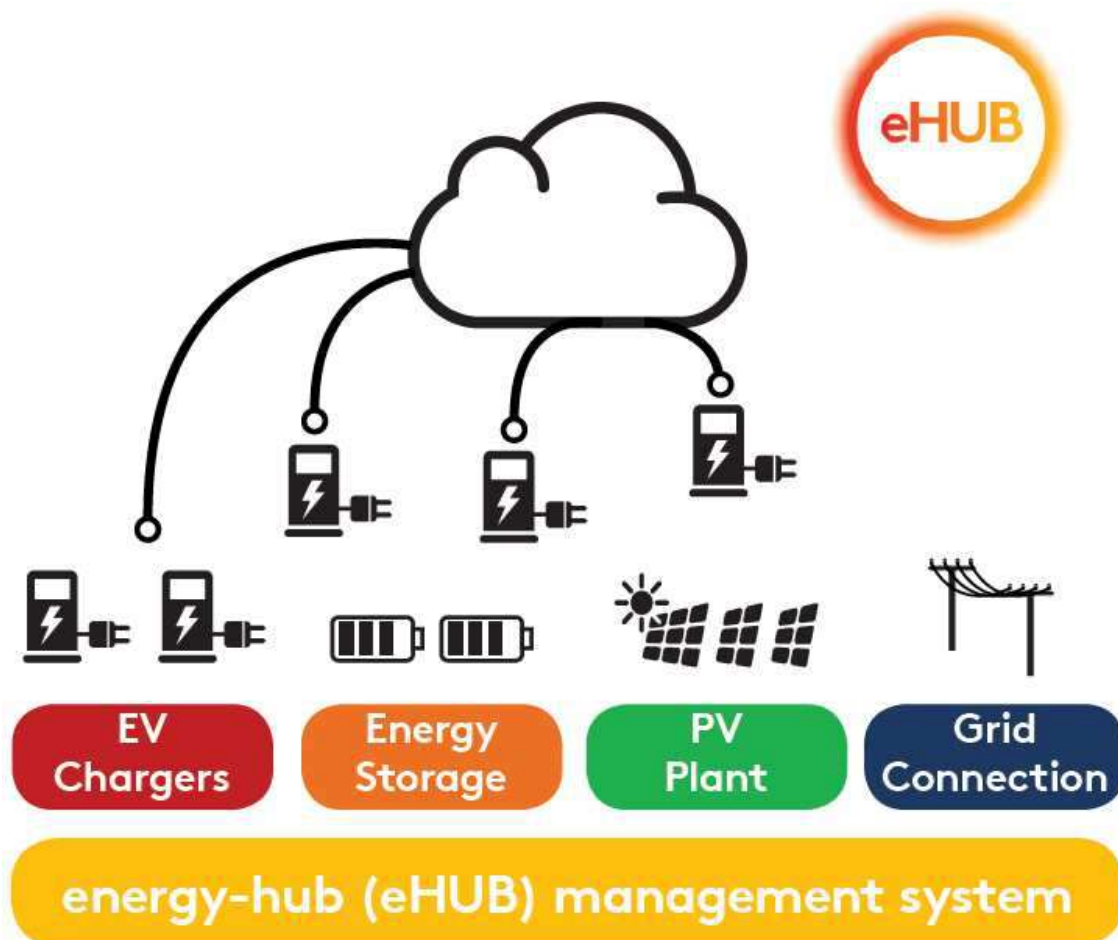 eHUB
EV
Chargers
Energy
Storage
PV
Plant
Grid
Connection
energy-hub (eHUB) management system